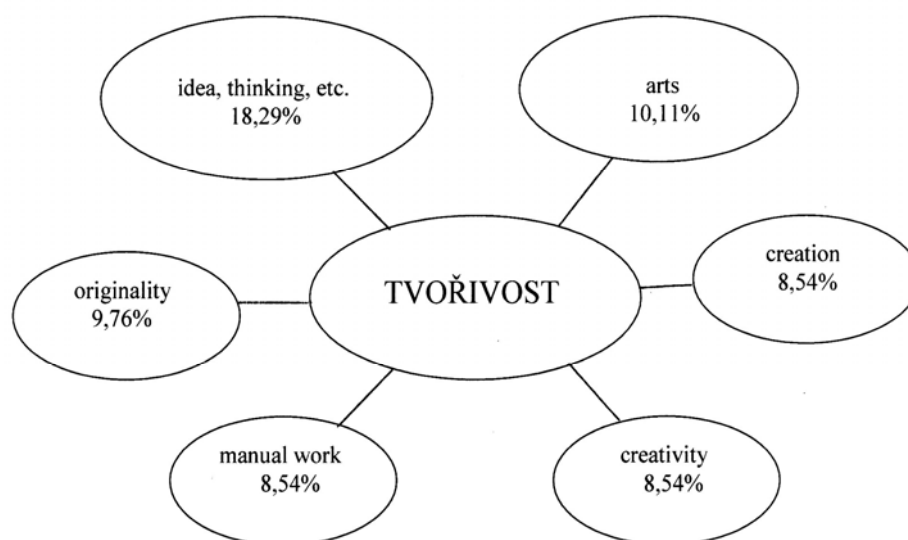 idea, thinking, etc.
18,29%
arts
10,11%
TVOŘIVOST
creation
8,54%
originality
9,76%
manual work
8,54%
creativity
8,54%